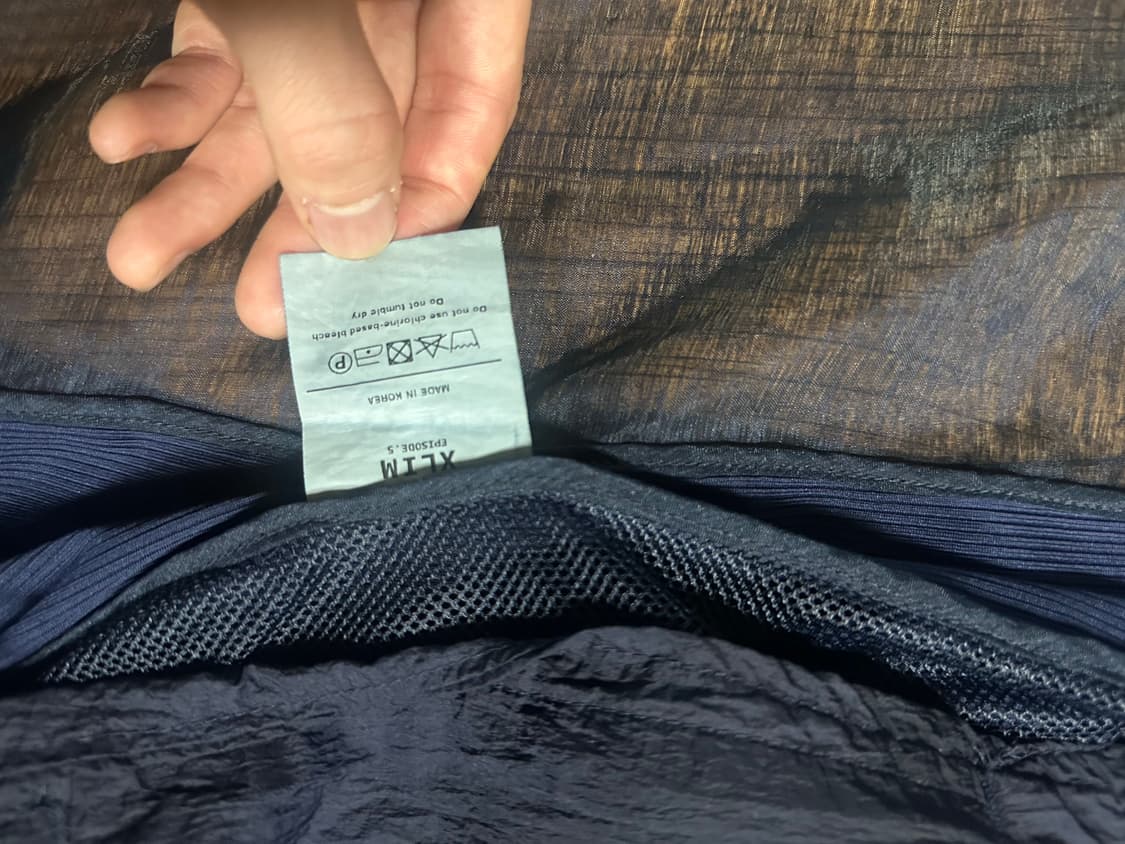 XLIM
EPISODE.5
MADE IN KOREA
P
Do not use chlorine-based bleach
Do not tumble dry